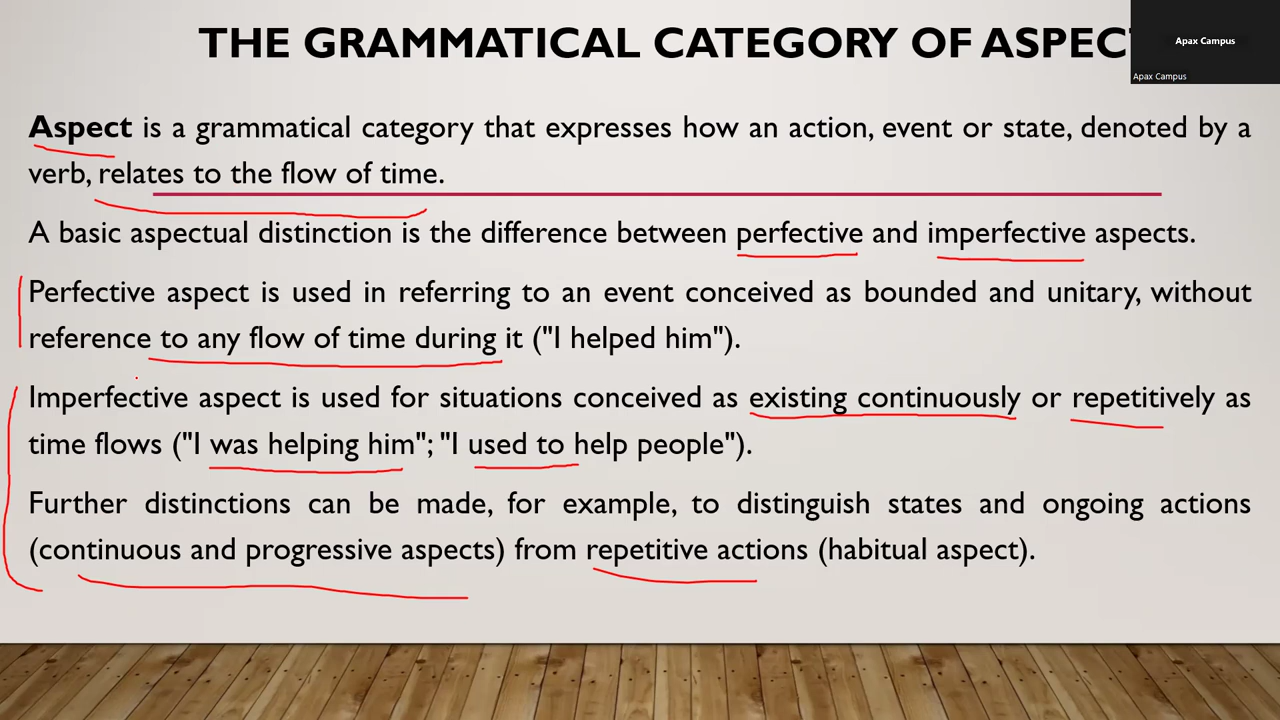 THE GRAMMATICAL CATEGORY OF ASPEC
Apax Campus
Apax Campus
Aspect is a grammatical category that expresses how an action, event or state, denoted by a
verb, relates to the flow of time.
A basic aspectual distinction is the difference between perfective and imperfective aspects.
Perfective aspect is used in referring to an event conceived as bounded and unitary, without
reference to any flow of time during it ("I helped him").
Imperfective aspect is used for situations conceived as existing continuously or repetitively as
time flows ("I was helping him"; "I used to help people").
Further distinctions can be made, for example, to distinguish states and ongoing actions
(continuous and progressive aspects) from repetitive actions (habitual aspect).